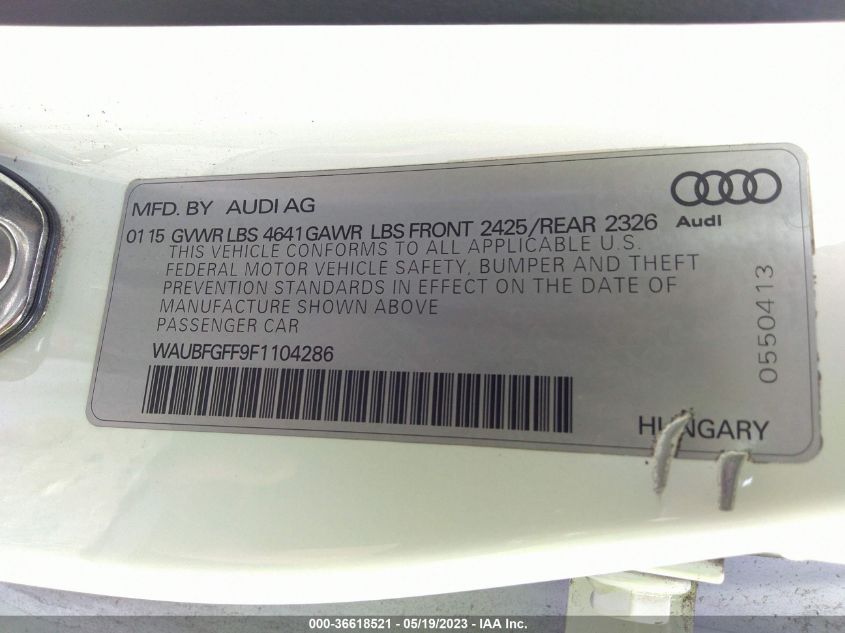 MFD. BY AUDI AG
01 15 GVWR LBS 4641 GAWR LBS FRONT 2425/REAR 2326
Audi
THIS VEHICLE CONFORMS TO ALL APPLICABLE U.S.
FEDERAL MOTOR VEHICLE SAFETY, BUMPER AND THEFT
PREVENTION STANDARDS IN EFFECT ON THE DATE OF
MANUFACTURE SHOWN ABOVE
PASSENGER CAR
WAUBFGFF9F1104286
0550413
HUNGARY
000-36618521 - 05/19/2023 - IAA Inc.